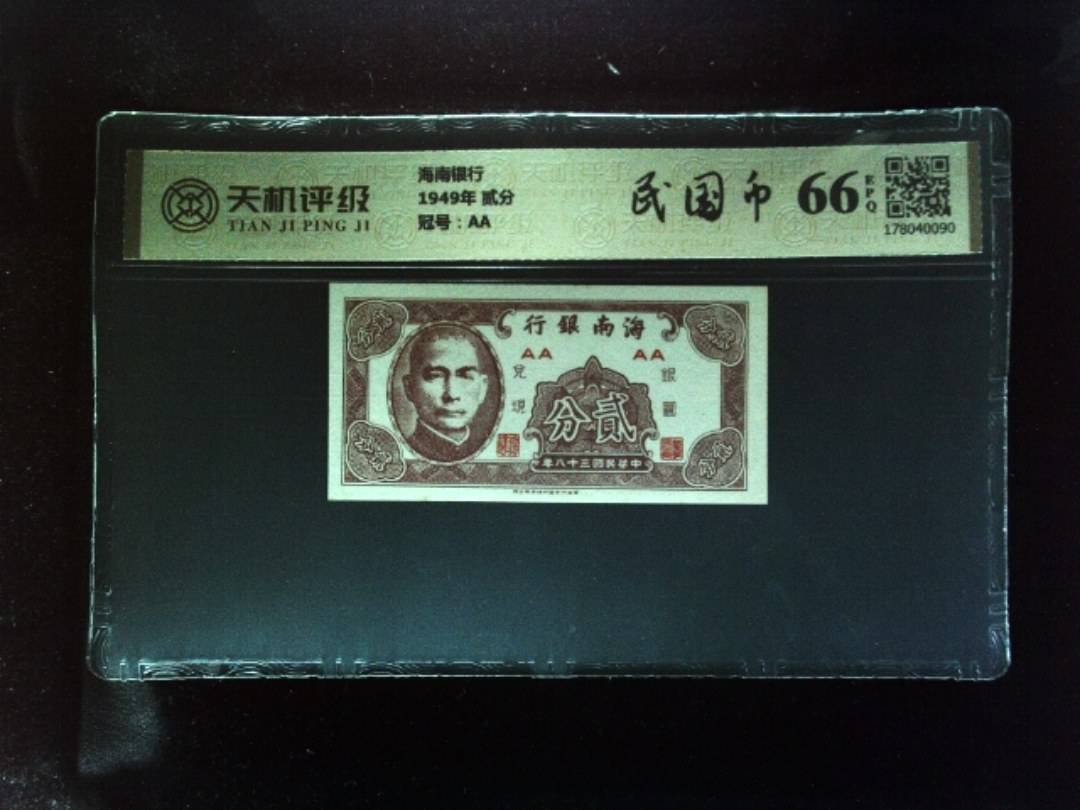 天机评级
TIAN JI PING JI
海南银行
1949年 贰分
冠号：AA
民国币
66
EPQ
178040090
行銀南海
AA AA
兌現
銀圓
分貳
年八十三國民華中